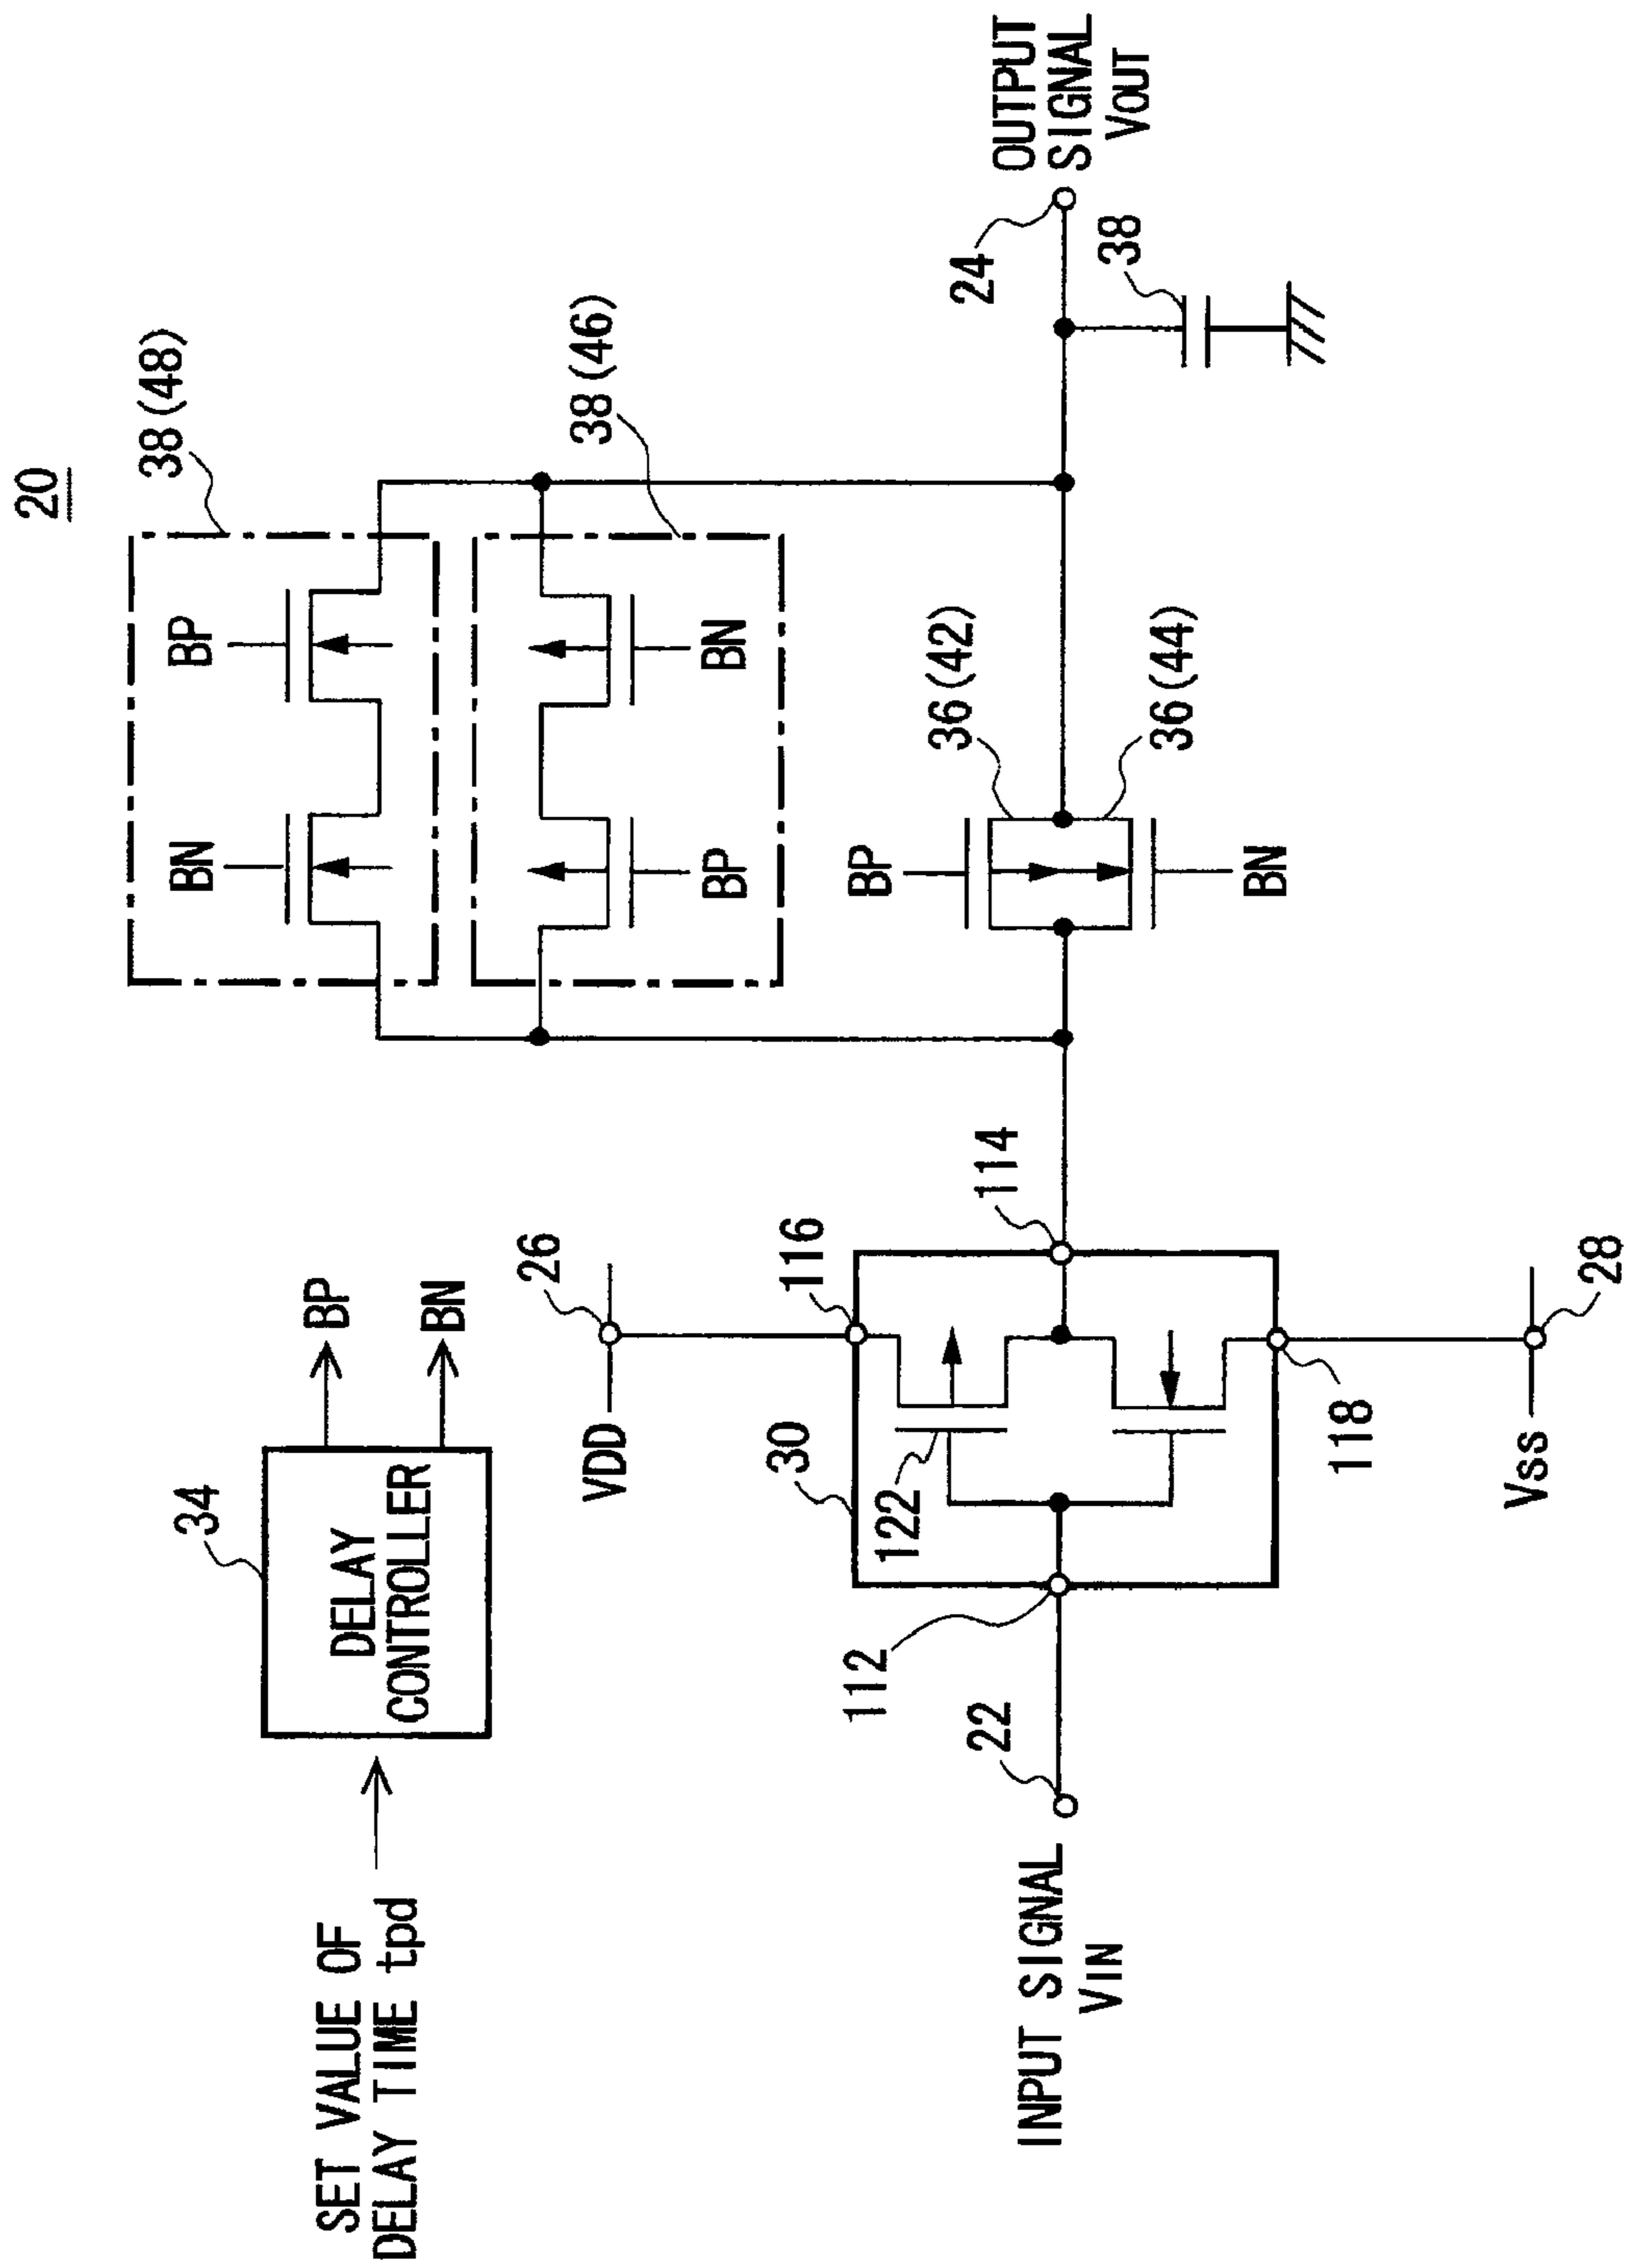 20
SET VALUE OF
DELAY TIME tpd
34
DELAY
CONTROLLER
BP
BN
38(48)
BN
BP
38(46)
BP
BN
VDD
26
116
30
122
112
22
INPUT SIGNAL
VIN
114
118
VSS
28
BP
36(42)
36(44)
BN
24
38
OUTPUT
SIGNAL
VOUT